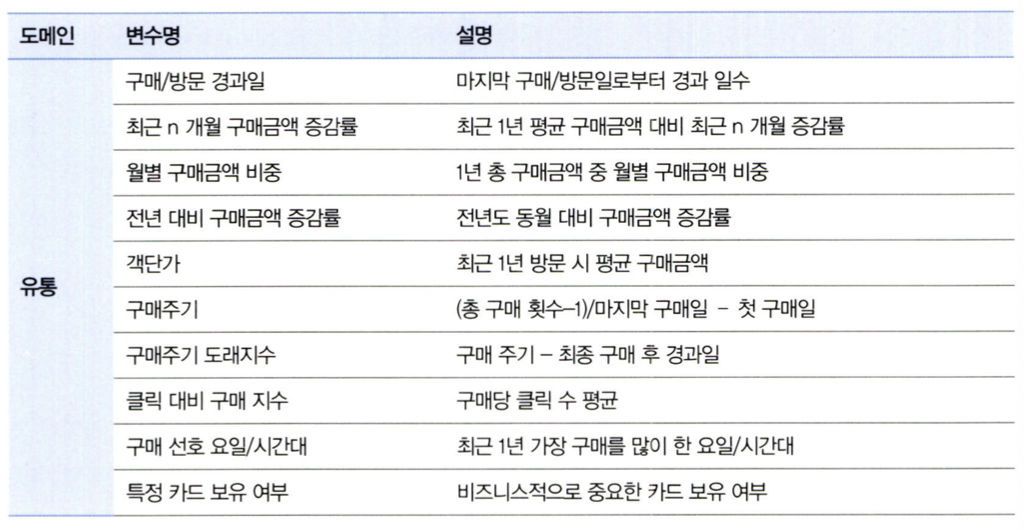 도메인 변수명 설명
구매/방문 경과일 마지막 구매/방문일로부터 경과 일수
최근 n 개월 구매금액 증감률 최근 1년 평균 구매금액 대비 최근 n 개월 증감률
월별 구매금액 비중 1년 총 구매금액 중 월별 구매금액 비중
전년 대비 구매금액 증감률 전년도 동월 대비 구매금액 증감률
객단가 최근 1년 방문 시 평균 구매금액
유통
구매주기 (총 구매 횟수–1)/마지막 구매일 – 첫 구매일
구매주기 도래지수 구매 주기 – 최종 구매 후 경과일
클릭 대비 구매 지수 구매당 클릭 수 평균
구매 선호 요일/시간대 최근 1년 가장 구매를 많이 한 요일/시간대
특정 카드 보유 여부 비즈니스적으로 중요한 카드 보유 여부